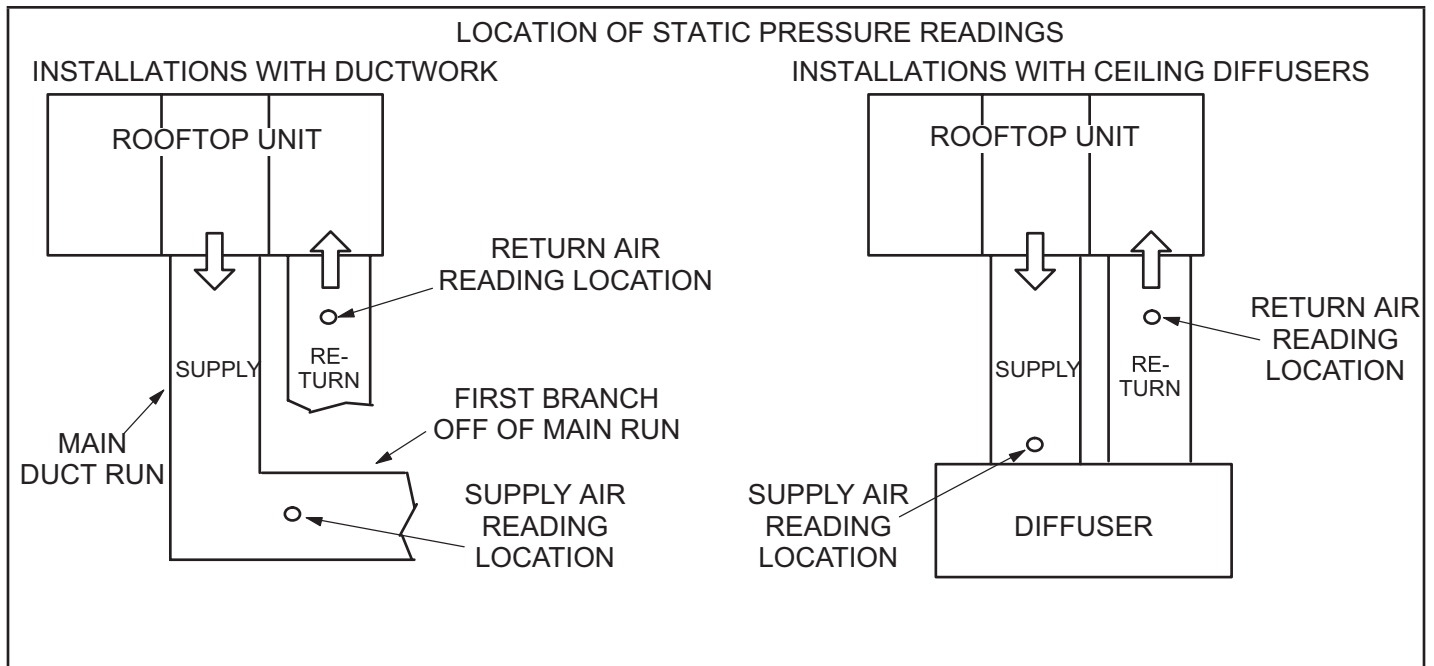 LOCATION OF STATIC PRESSURE READINGS
INSTALLATIONS WITH DUCTWORK
ROOFTOP UNIT
RETURN AIR
READING LOCATION
SUPPLY
RE-
TURN
FIRST BRANCH
OFF OF MAIN RUN
MAIN
DUCT RUN
SUPPLY AIR
READING
LOCATION
INSTALLATIONS WITH CEILING DIFFUSERS
ROOFTOP UNIT
RETURN AIR
READING
LOCATION
SUPPLY
RE-
TURN
SUPPLY AIR
READING
LOCATION
DIFFUSER